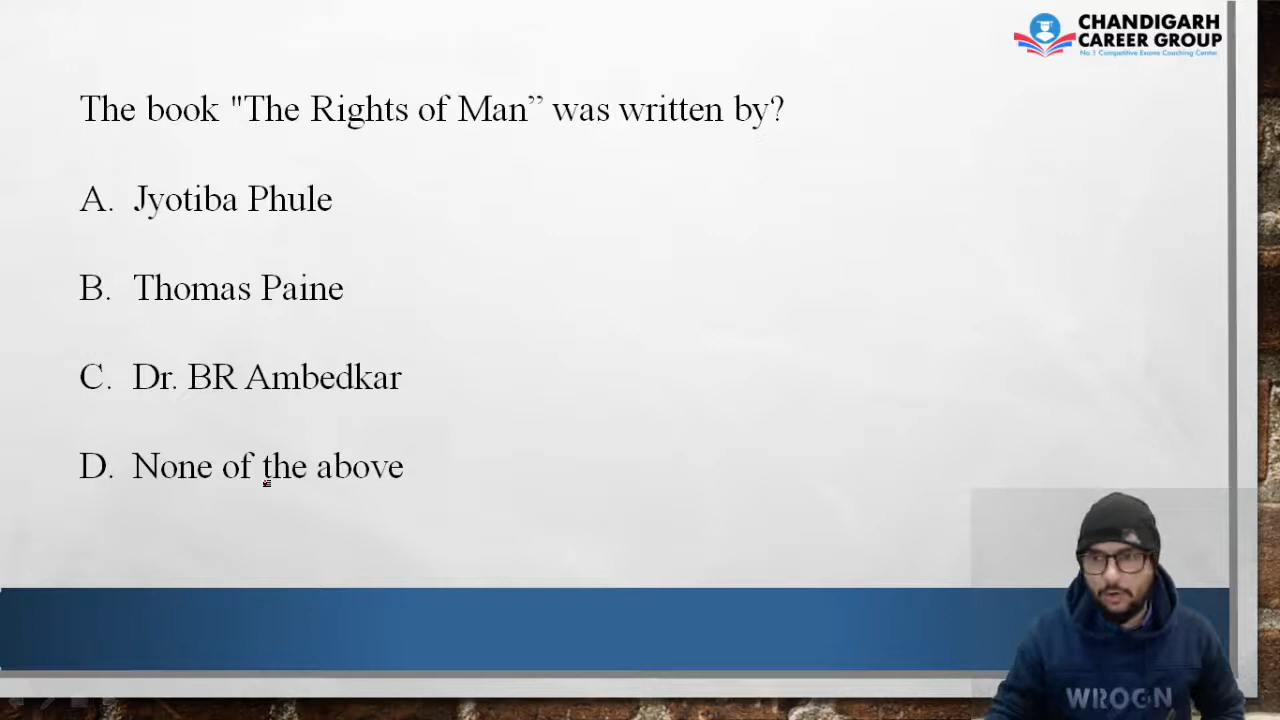 CHANDIGARH
CAREER GROUP
No.1 Competitive Exams Coaching Center
The book "The Rights of Man” was written by?
A. Jyotiba Phule
B. Thomas Paine
C. Dr. BR Ambedkar
D. None of the above
WROGN